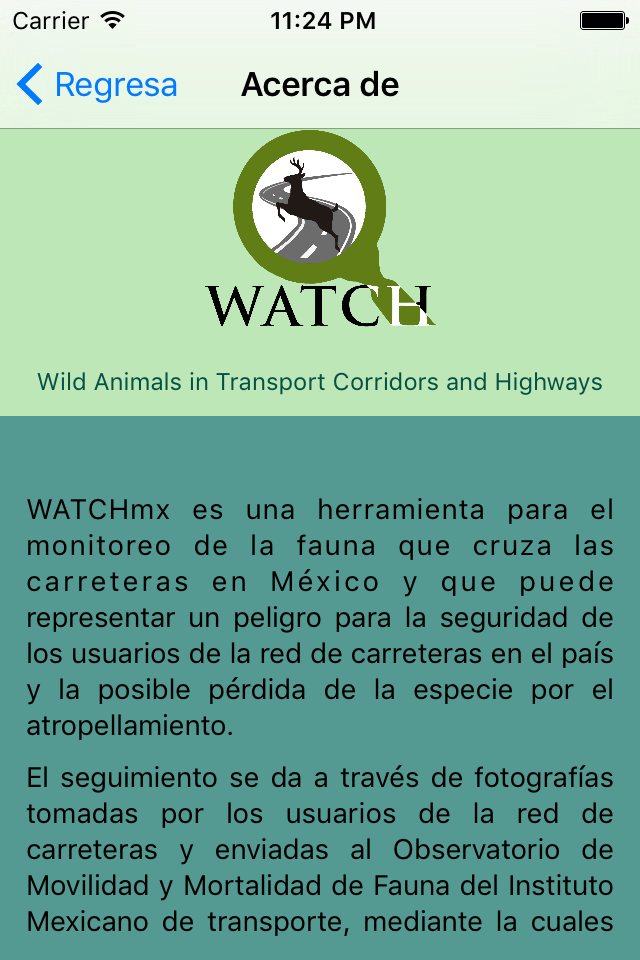 Carrier 11:24 PM
Regresa Acerca de
WATCH
Wild Animals in Transport Corridors and Highways
WATCHmx es una herramienta para el
monitoreo de la fauna que cruza las
carreteras en México y que puede
representar un peligro para la seguridad de
los usuarios de la red de carreteras en el país
y la posible pérdida de la especie por el
atropellamiento.
El seguimiento se da a través de fotografías
tomadas por los usuarios de la red de
carreteras y enviadas al Observatorio de
Movilidad y Mortalidad de Fauna del Instituto
Mexicano de transporte, mediante la cuales